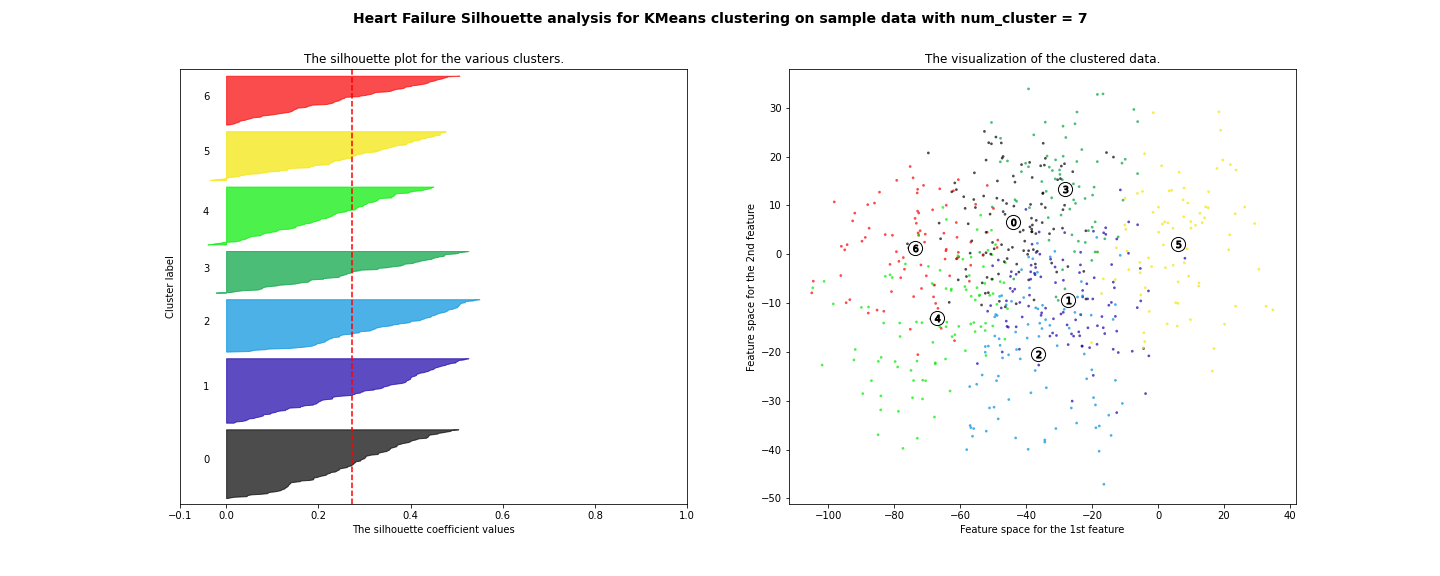 Heart Failure Silhouette analysis for KMeans clustering on sample data with num_cluster = 7
The silhouette plot for the various clusters.
6
5
4
3
2
1
0
Cluster label
−0.1 0.0 0.2 0.4 0.6 0.8 1.0
The silhouette coefficient values
The visualization of the clustered data.
30
20
10
0
−10
−20
−30
−40
−50
Feature space for the 2nd feature
3
0
5
6
1
4
2
−100 −80 −60 −40 −20 0 20 40
Feature space for the 1st feature